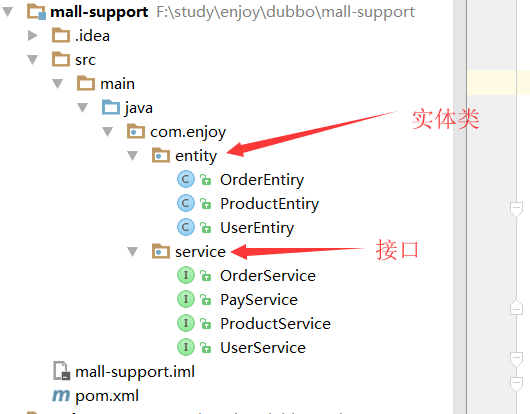 mall-support F:\study\enjoy\dubbo\mall-support
.idea
src
main
java
com.enjoy
实体类
entity
C OrderEntiry
C ProductEntiry
C UserEntiry
service
接口
I OrderService
I PayService
I ProductService
I UserService
mall-support.iml
m pom.xml